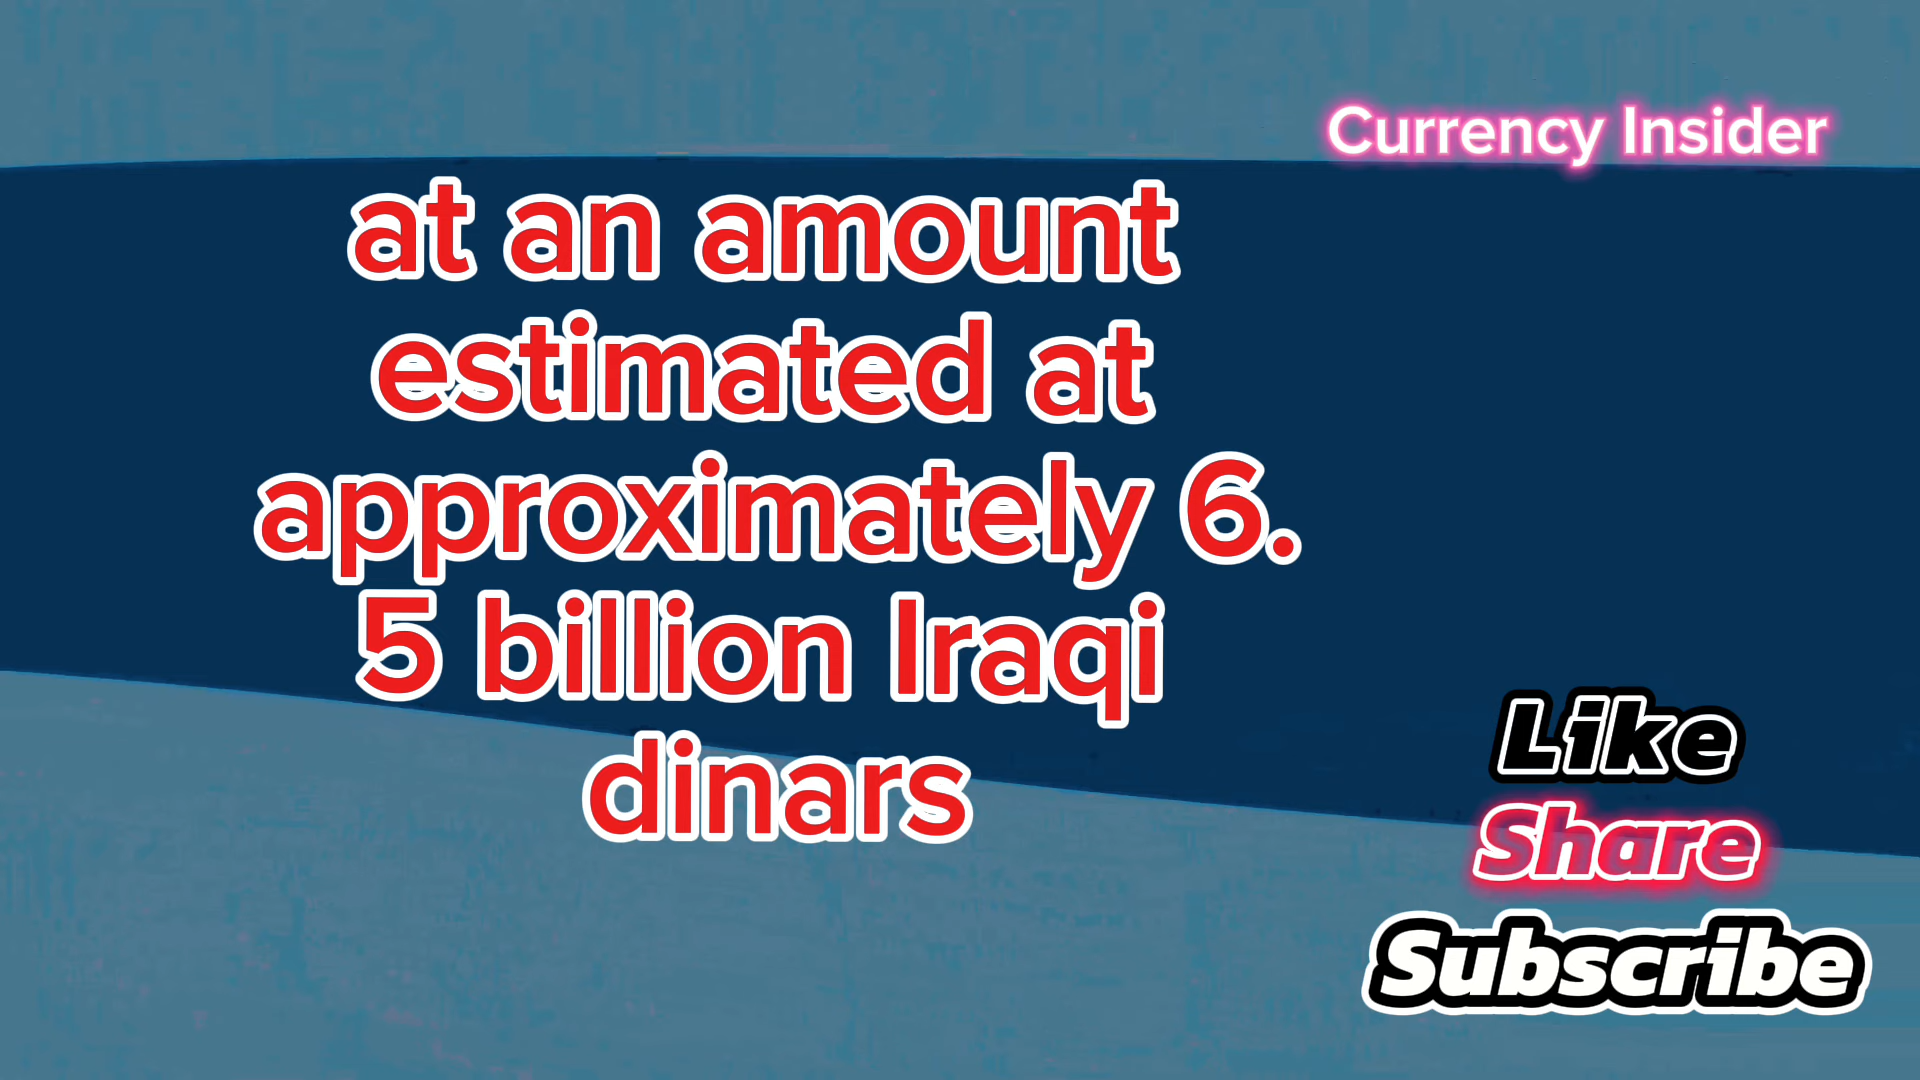 Currency Insider
at an amount
estimated at
approximately 6.
5 billion Iraqi
dinars
Like
Share
Subscribe